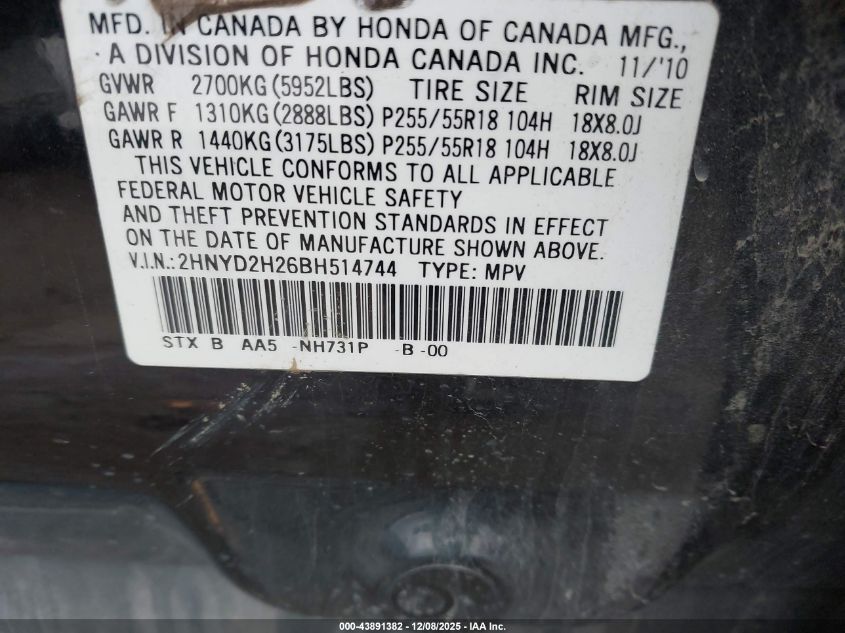 MFD. IN CANADA BY HONDA OF CANADA MFG.,
A DIVISION OF HONDA CANADA INC. 11/'10
GVWR 2700KG(5952LBS) TIRE SIZE RIM SIZE
GAWR F 1310KG(2888LBS) P255/55R18 104H 18X8.0J
GAWR R 1440KG(3175LBS) P255/55R18 104H 18X8.0J
THIS VEHICLE CONFORMS TO ALL APPLICABLE
FEDERAL MOTOR VEHICLE SAFETY
AND THEFT PREVENTION STANDARDS IN EFFECT
ON THE DATE OF MANUFACTURE SHOWN ABOVE.
V.I.N.:2HNYD2H26BH514744 TYPE: MPV
STX B AA5 -NH731P -B-00
000-43891382 | 12/08/2025 - IAA Inc.